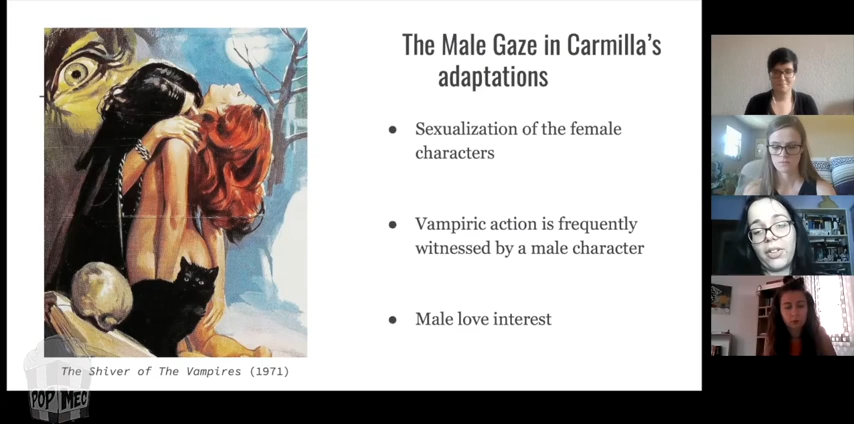 The Male Gaze in Carmilla's
adaptations
● Sexualization of the female
characters
● Vampiric action is frequently
witnessed by a male character
● Male love interest
The Shiver of The Vampires (1971)
POP MEC